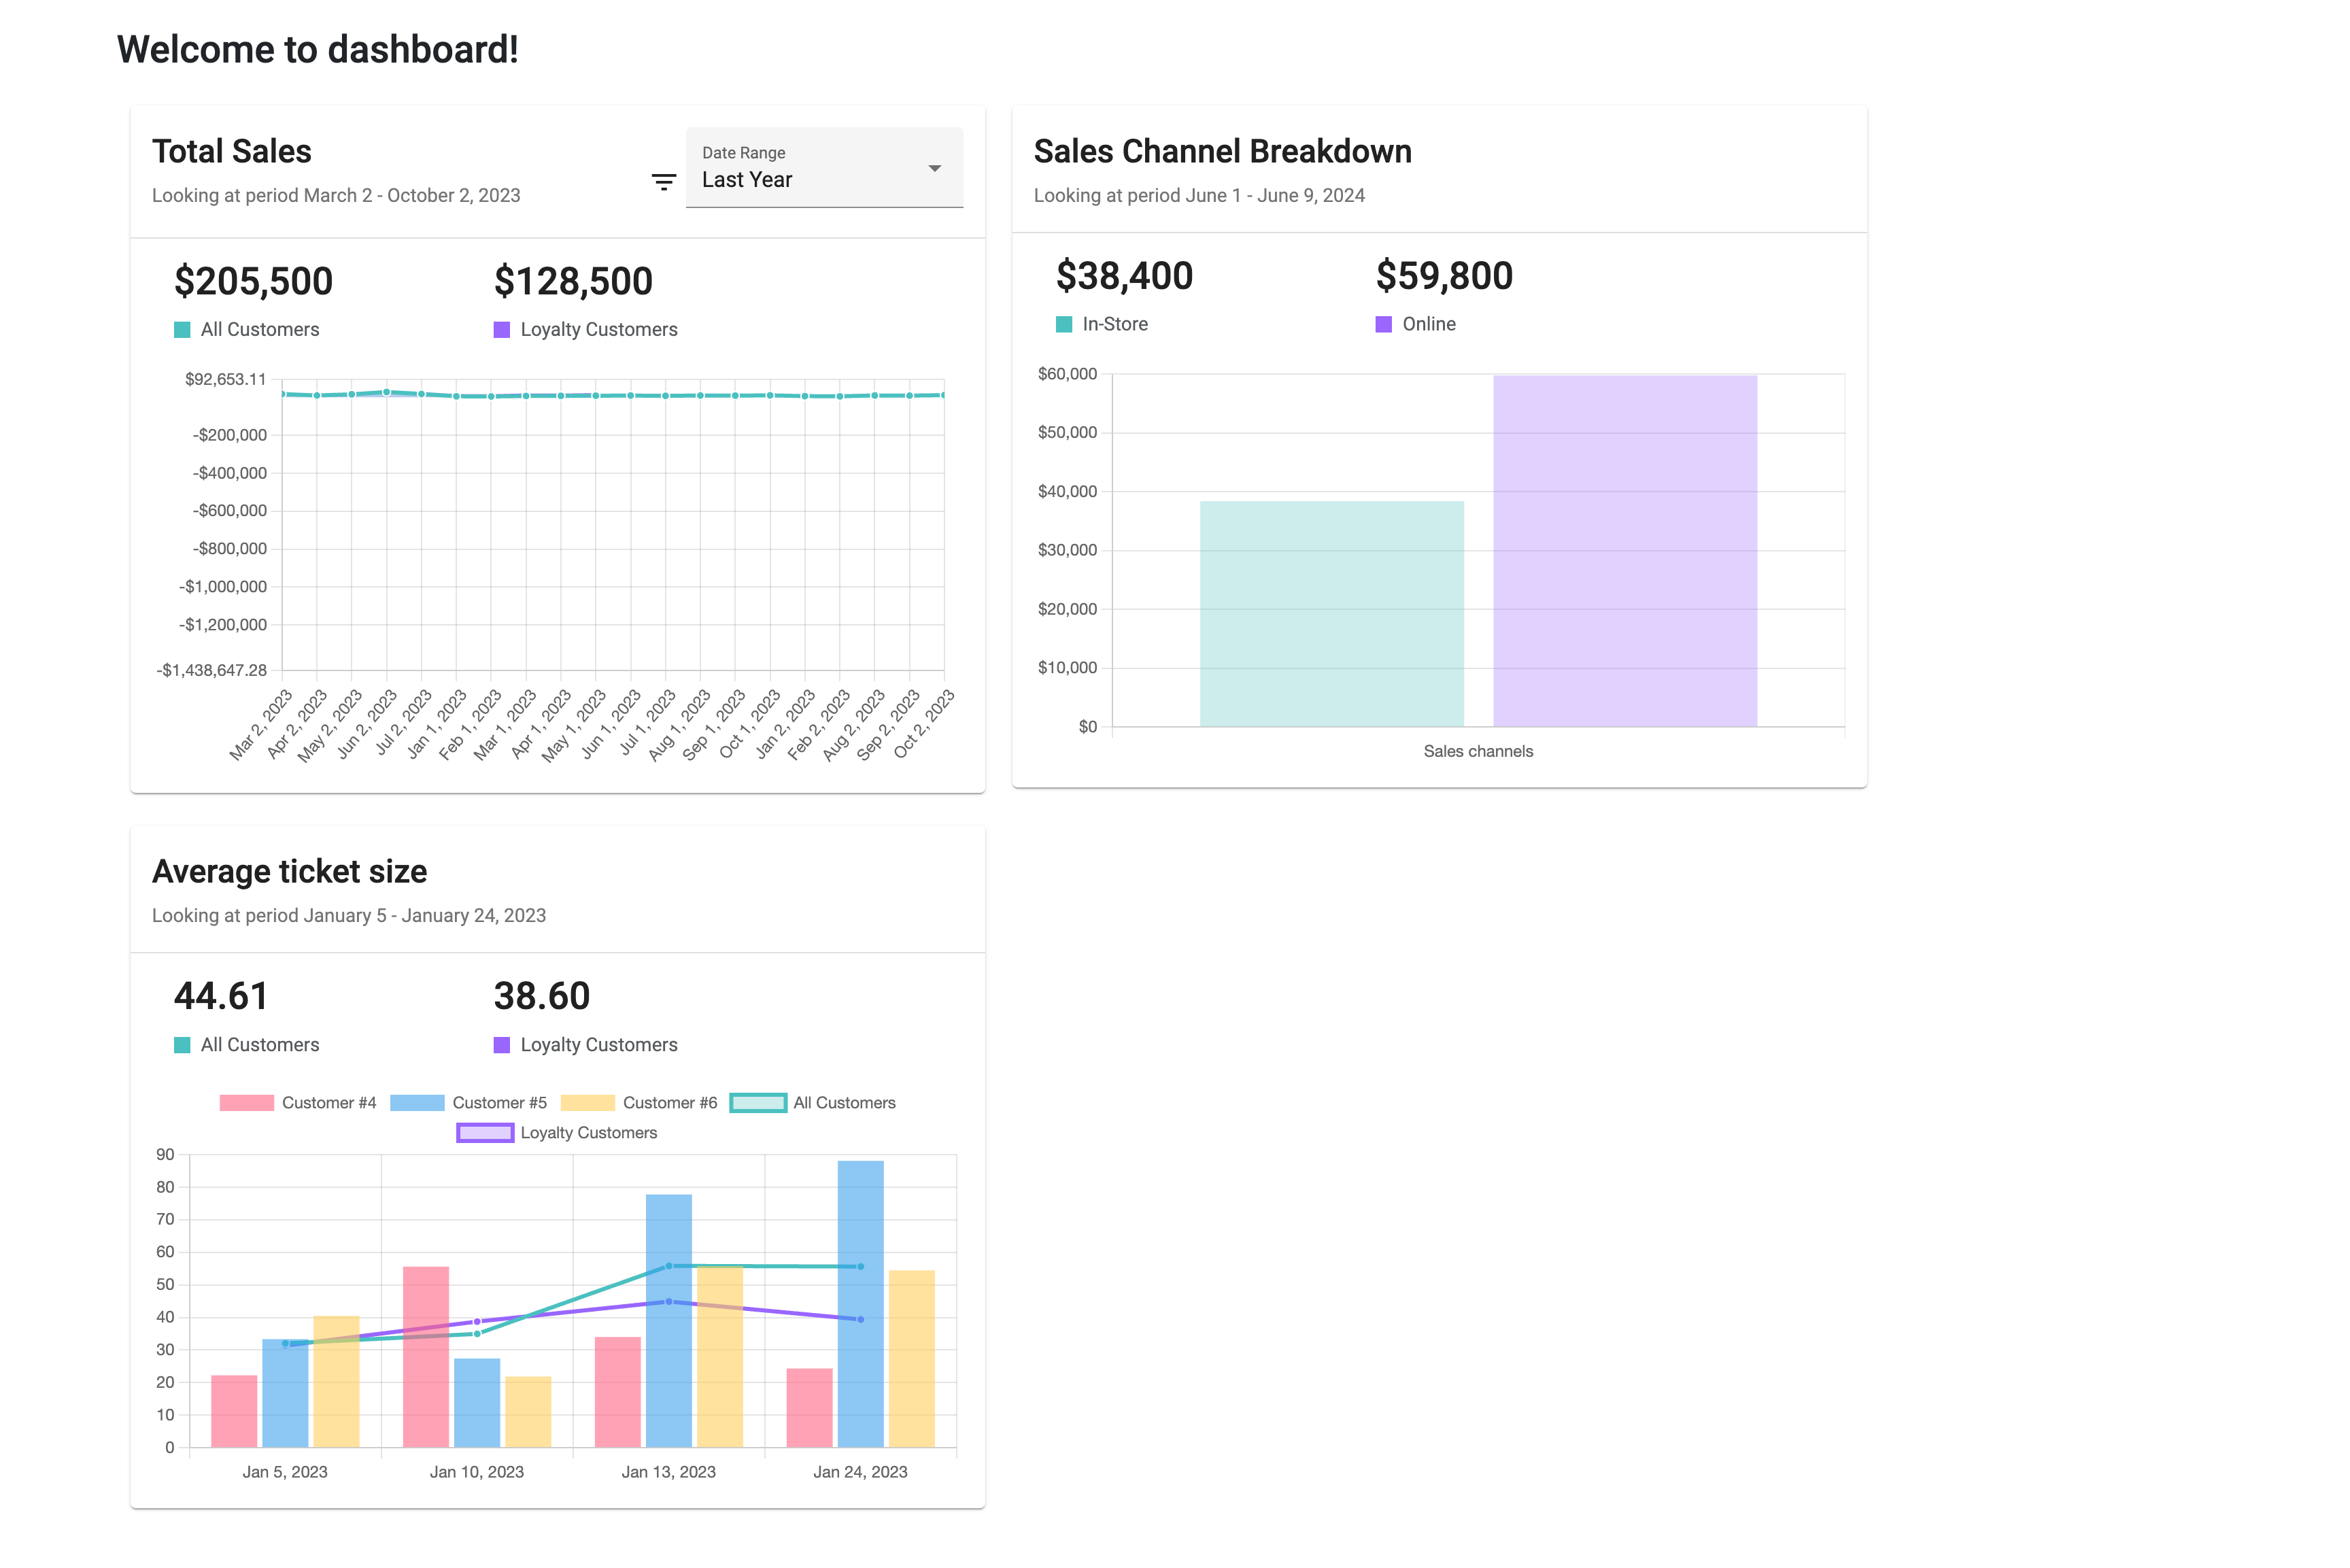 Welcome to dashboard!
Total Sales
Looking at period March 2 - October 2, 2023
Date Range
Last Year
$205,500
$128,500
All Customers
Loyalty Customers
$92,653.11
-$200,000
-$400,000
-$600,000
-$800,000
-$1,000,000
-$1,200,000
-$1,438,647.28
Mar 2, 2023
Apr 2, 2023
May 2, 2023
Jun 2, 2023
Jul 2, 2023
Jan 1, 2023
Feb 1, 2023
Mar 1, 2023
Apr 1, 2023
May 1, 2023
Jun 1, 2023
Jul 1, 2023
Aug 1, 2023
Sep 1, 2023
Oct 1, 2023
Jan 2, 2023
Feb 2, 2023
Aug 2, 2023
Sep 2, 2023
Oct 2, 2023
Sales Channel Breakdown
Looking at period June 1 - June 9, 2024
$38,400
$59,800
In-Store
Online
$60,000
$50,000
$40,000
$30,000
$20,000
$10,000
$0
Sales channels
Average ticket size
Looking at period January 5 - January 24, 2023
44.61
38.60
All Customers
Loyalty Customers
Customer #4
Customer #5
Customer #6
All Customers
Loyalty Customers
90
80
70
60
50
40
30
20
10
0
Jan 5, 2023
Jan 10, 2023
Jan 13, 2023
Jan 24, 2023